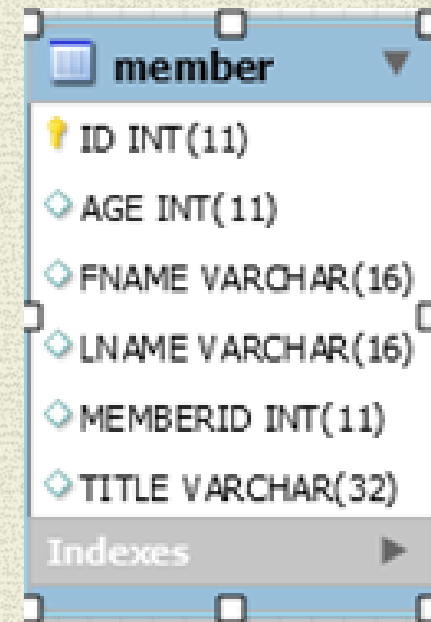 member
ID INT(11)
AGE INT(11)
FNAME VARCHAR(16)
LNAME VARCHAR(16)
MEMBERID INT(11)
TITLE VARCHAR(32)
Indexes